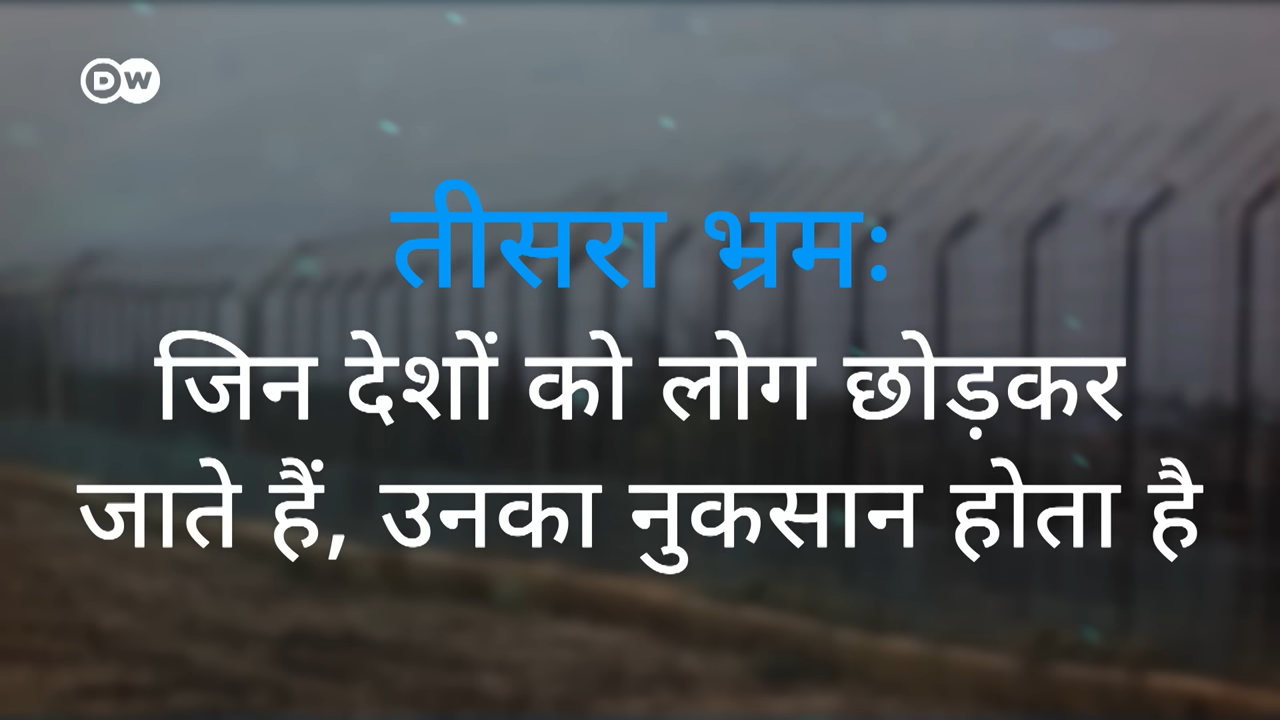 DW
तीसरा भ्रमः
जिन देशों को लोग छोड़कर
जाते हैं, उनका नुकसान होता है